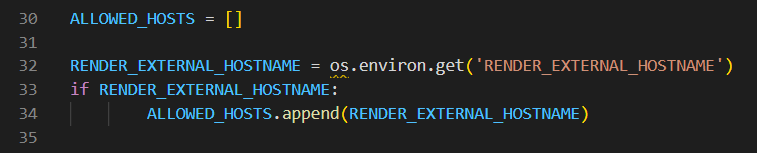 30 ALLOWED_HOSTS = []
31
32 RENDER_EXTERNAL_HOSTNAME = os.environ.get('RENDER_EXTERNAL_HOSTNAME')
33 if RENDER_EXTERNAL_HOSTNAME:
34 ALLOWED_HOSTS.append(RENDER_EXTERNAL_HOSTNAME)
35